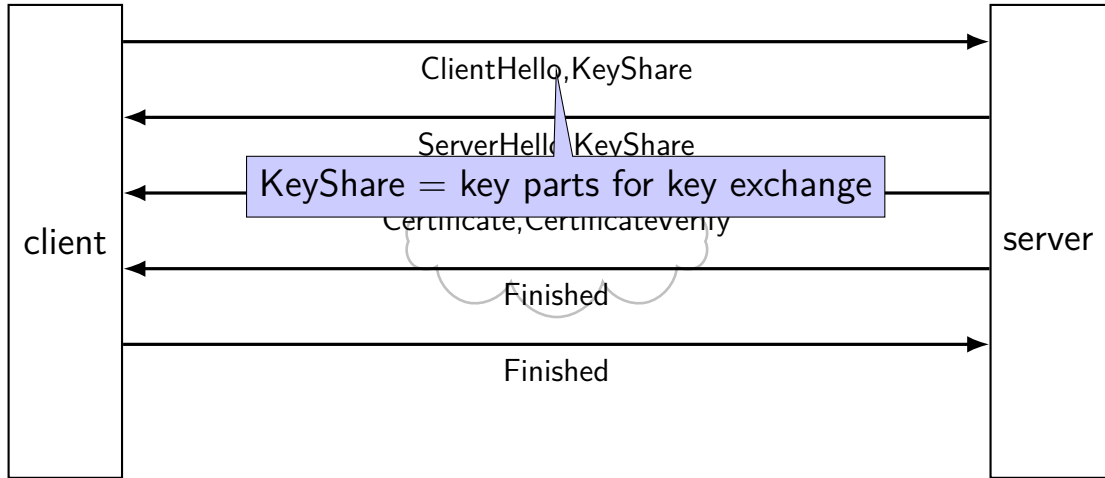 ClientHello,KeyShare
ServerHello,KeyShare
KeyShare = key parts for key exchange
Certificate,CertificateVerify
client
server
Finished
Finished